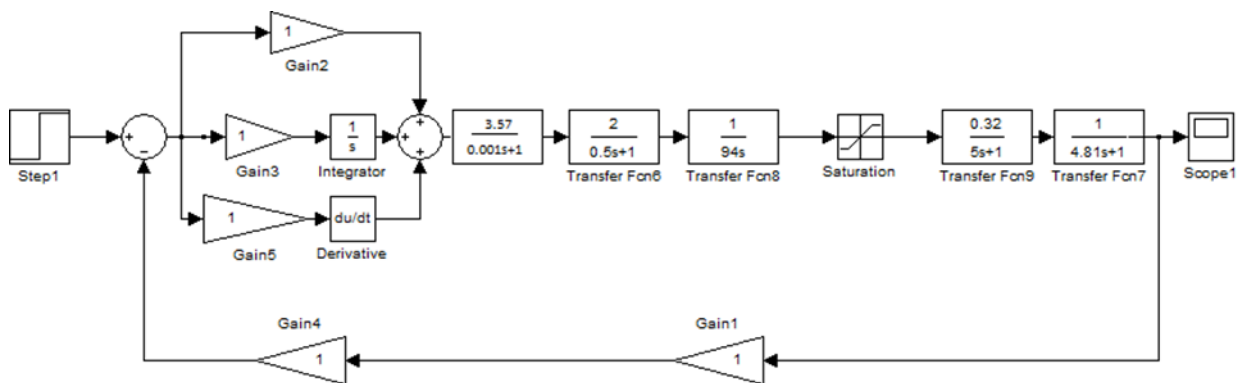 1
Gain2
Step1
+
−
1
Gain3
1
s
Integrator
+
+
+
3.57
0.001s+1
2
0.5s+1
Transfer Fcn6
1
94s
Transfer Fcn8
Saturation
0.32
5s+1
Transfer Fcn9
1
4.81s+1
Transfer Fcn7
Scope1
1
Gain5
du/dt
Derivative
Gain4
1
Gain1
1